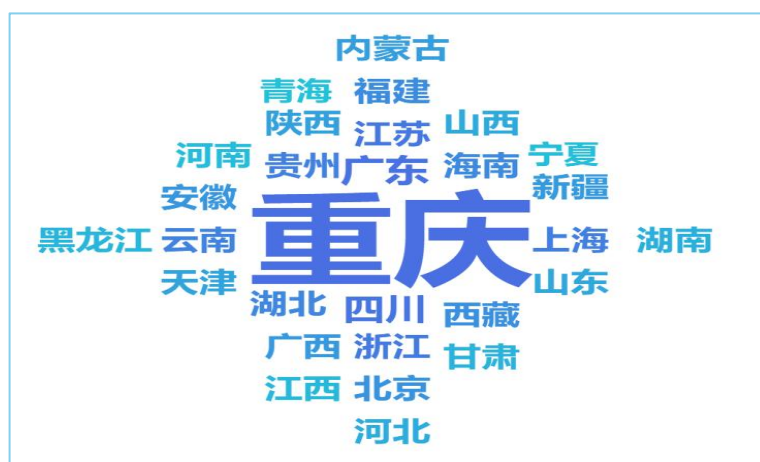 内蒙古
青海 福建
陕西 江苏 山西
河南 贵州 广东 海南 宁夏
安徽 新疆
黑龙江 云南 重庆 上海 湖南
天津 山东
湖北 四川 西藏
广西 浙江 甘肃
江西 北京
河北